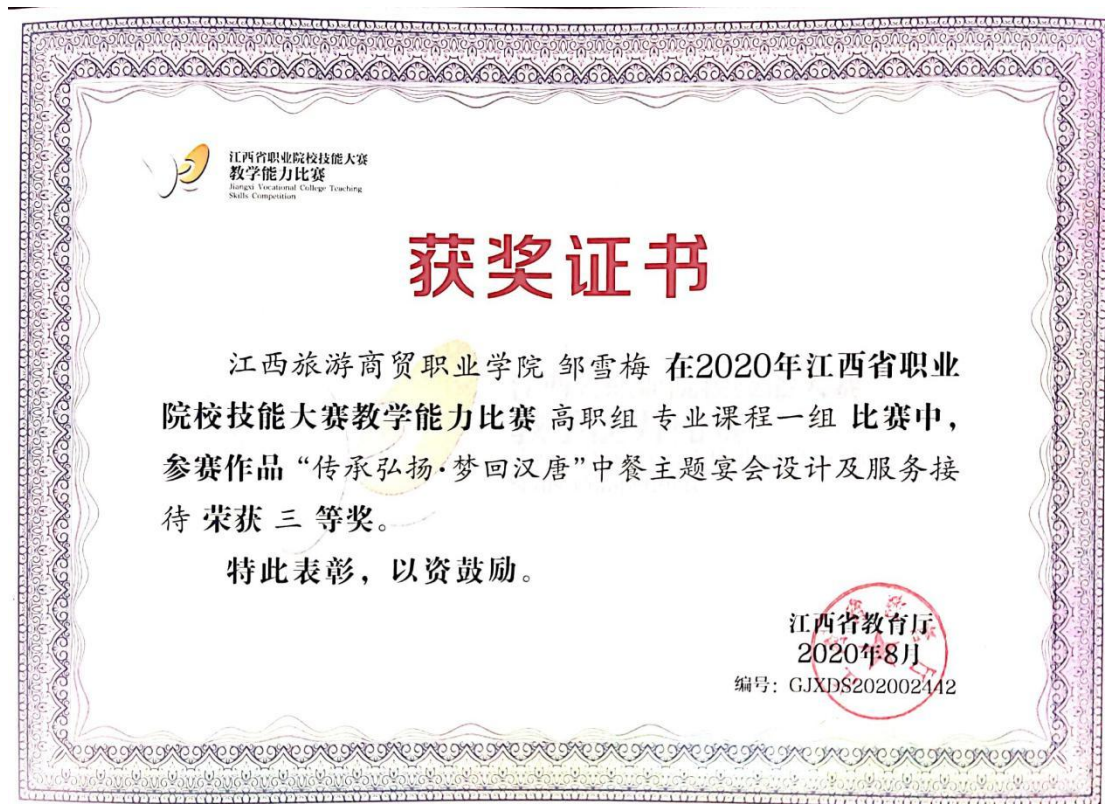 江西省职业院校技能大赛
教学能力比赛
Jiangxi Vocational College Teaching
Skills Competition
获奖证书
江西旅游商贸职业学院 邹雪梅 在2020年江西省职业
院校技能大赛教学能力比赛 高职组 专业课程一组 比赛中，
参赛作品 “传承弘扬·梦回汉唐”中餐主题宴会设计及服务接
待 荣获 三 等奖。
特此表彰，以资鼓励。
江西省教育厅
2020年8月
编号：GJXDS202002442